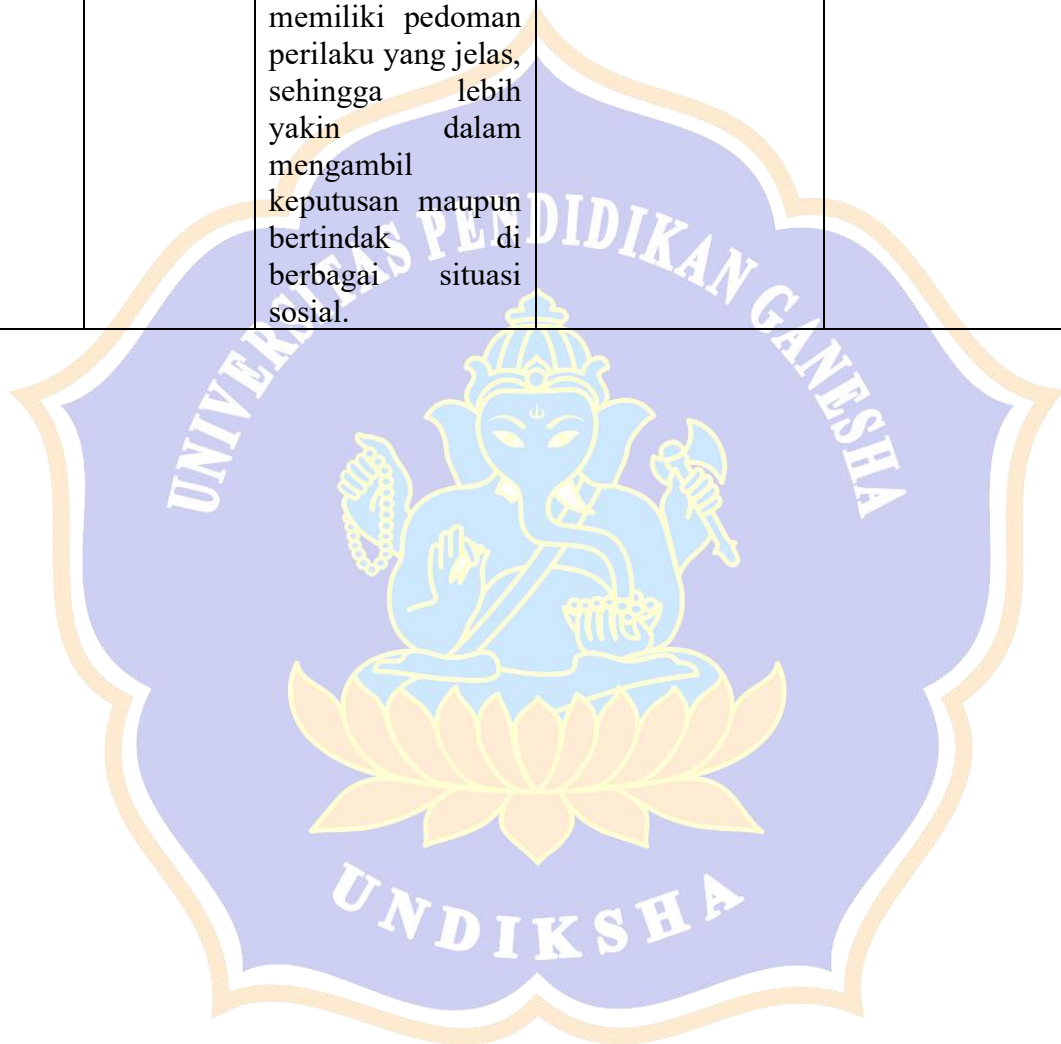 memiliki pedoman
perilaku yang jelas,
sehingga lebih
yakin dalam
mengambil
keputusan maupun
bertindak di
berbagai situasi
sosial.
UNIVERSITAS PENDIDIKAN GANESHA
UNDIKSHA